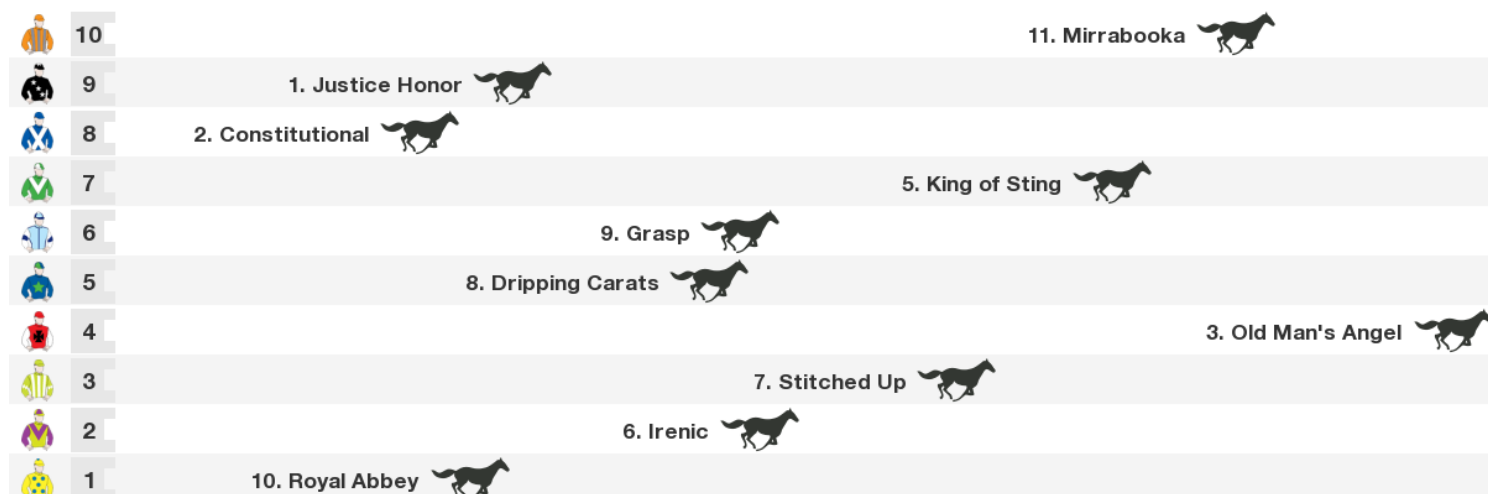 10 11. Mirrabooka
9 1. Justice Honor
8 2. Constitutional
7 5. King of Sting
6 9. Grasp
5 8. Dripping Carats
4 3. Old Man's Angel
3 7. Stitched Up
2 6. Irenic
1 10. Royal Abbey